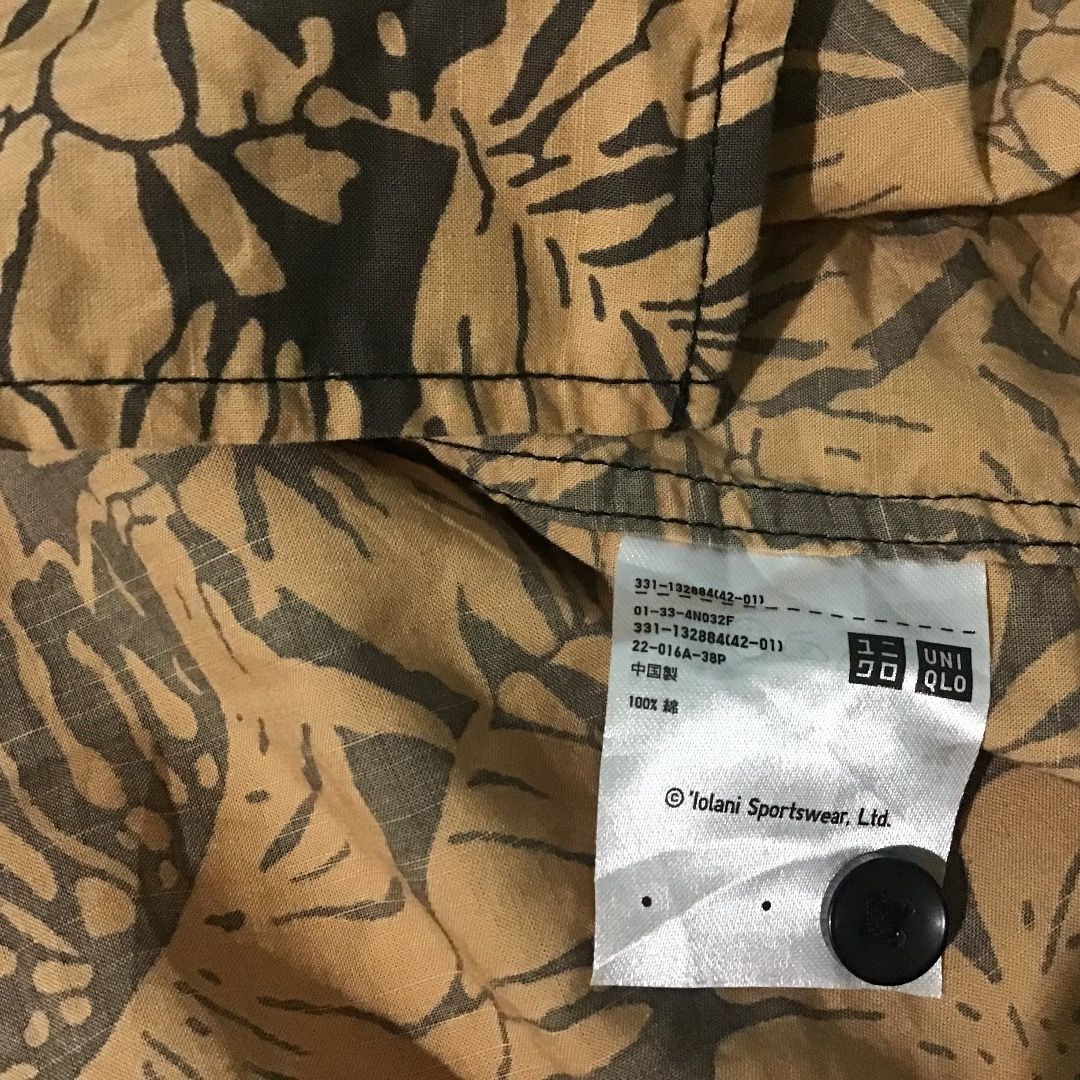 331-132884(42-01)
01-33-4N032F
331-132884(42-01)
22-016A-38P
中国製
100% 綿
ユニ
クロ
UNI
QLO
© 'Iolani Sportswear, Ltd.